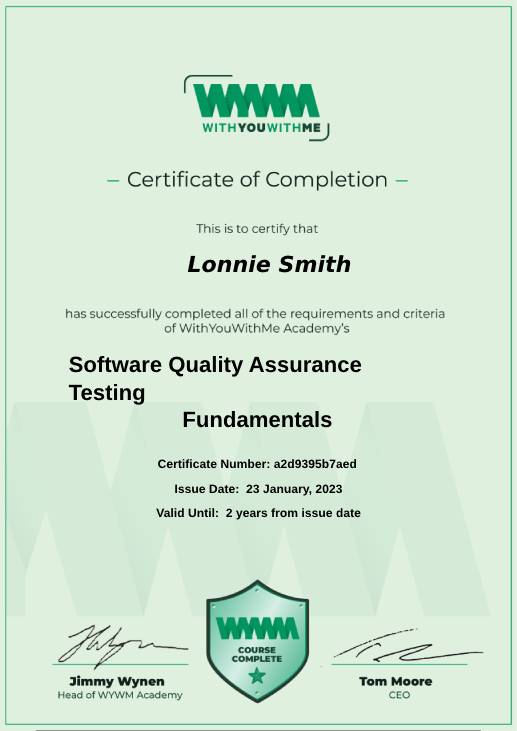 WYWM
WITHYOUWITHME
– Certificate of Completion –
This is to certify that
Lonnie Smith
has successfully completed all of the requirements and criteria
of WithYouWithMe Academy's
Software Quality Assurance
Testing
Fundamentals
Certificate Number: a2d9395b7aed
Issue Date: 23 January, 2023
Valid Until: 2 years from issue date
WYWM
COURSE
COMPLETE
Jimmy Wynen
Head of WYWM Academy
Tom Moore
CEO